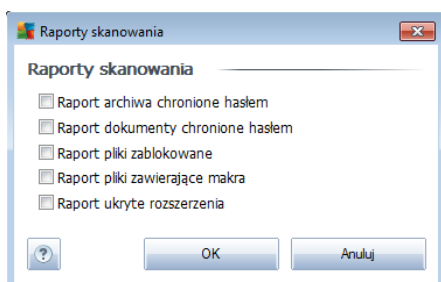 Raporty skanowania
Raporty skanowania
Raport archiwa chronione hasłem
Raport dokumenty chronione hasłem
Raport pliki zablokowane
Raport pliki zawierające makra
Raport ukryte rozszerzenia
? OK Anuluj